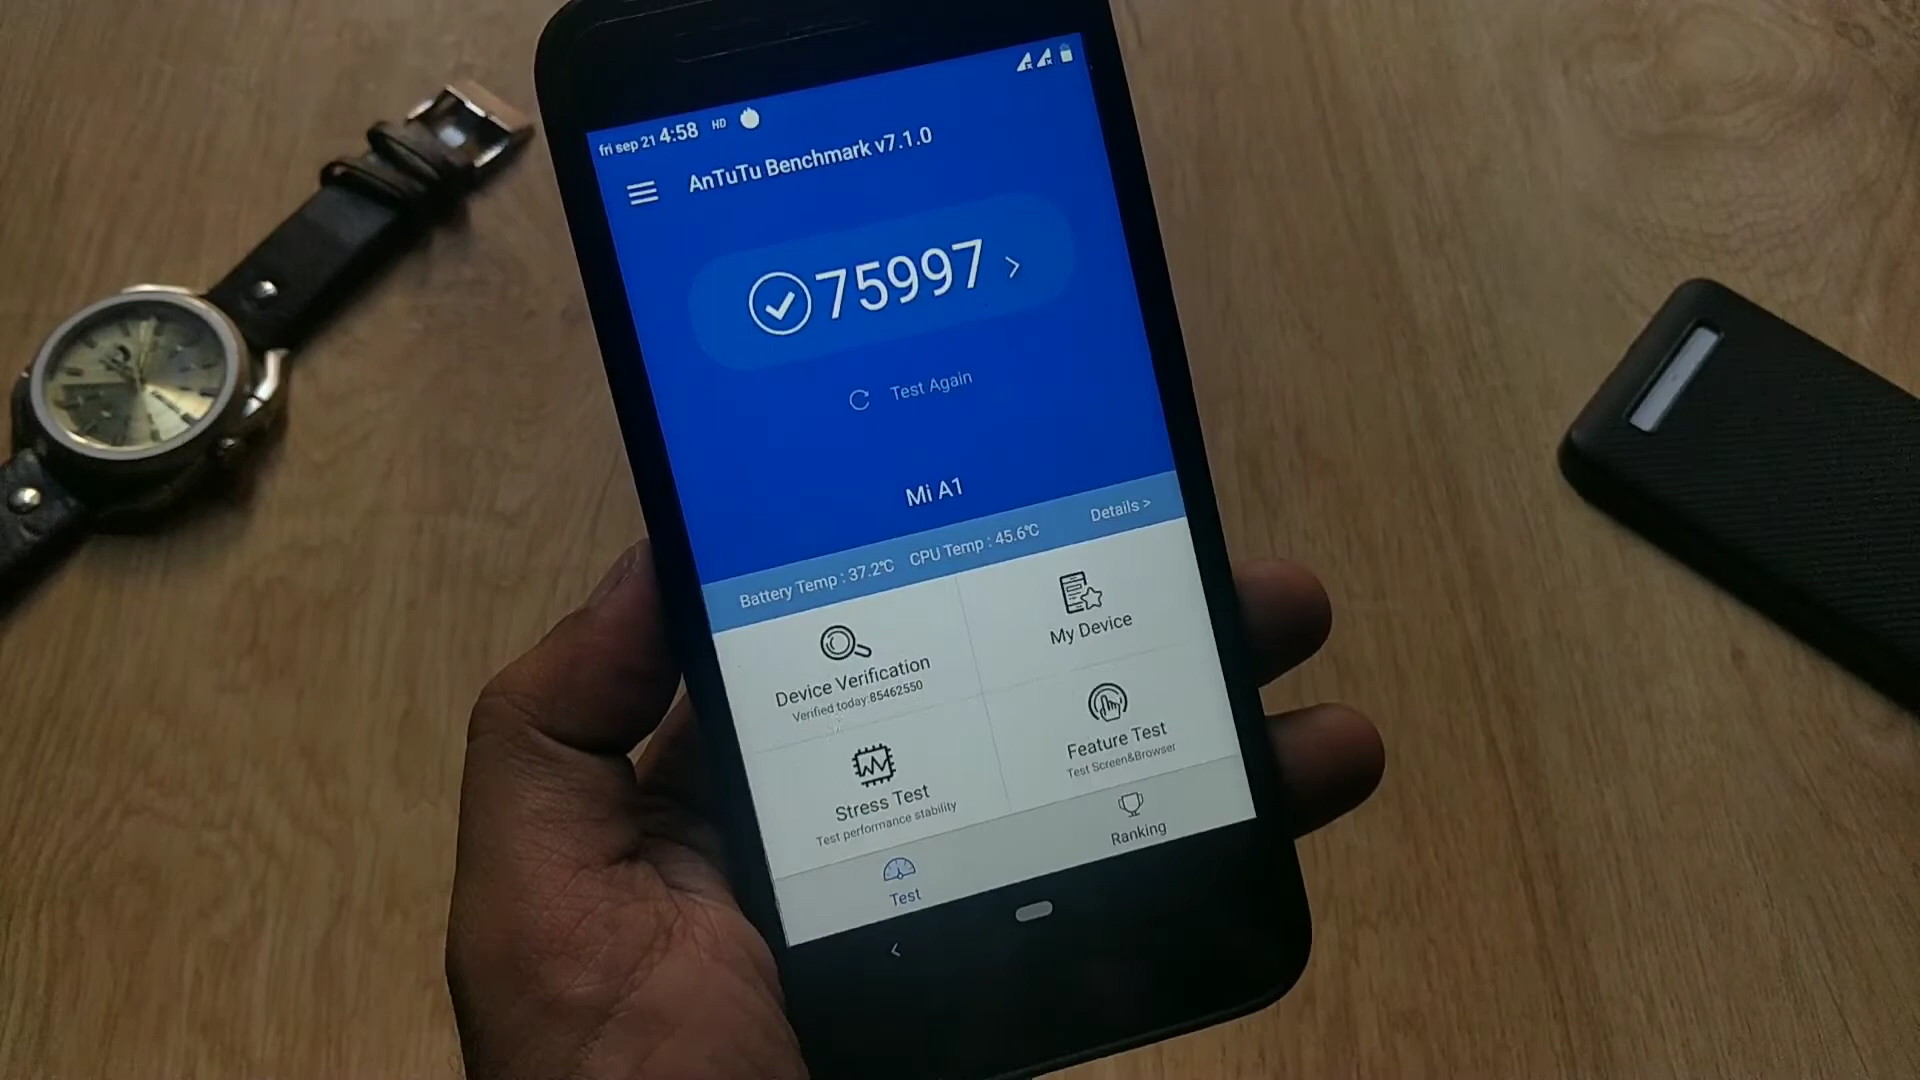 fri sep 21 4:58 HD
AnTuTu Benchmark v7.1.0
75997 >
Test Again
Mi A1
Battery Temp : 37.2℃ CPU Temp : 45.6℃ Details >
Device Verification
Verified today:85462550
My Device
Stress Test
Test performance stability
Feature Test
Test Screen&Browser
Test
Ranking